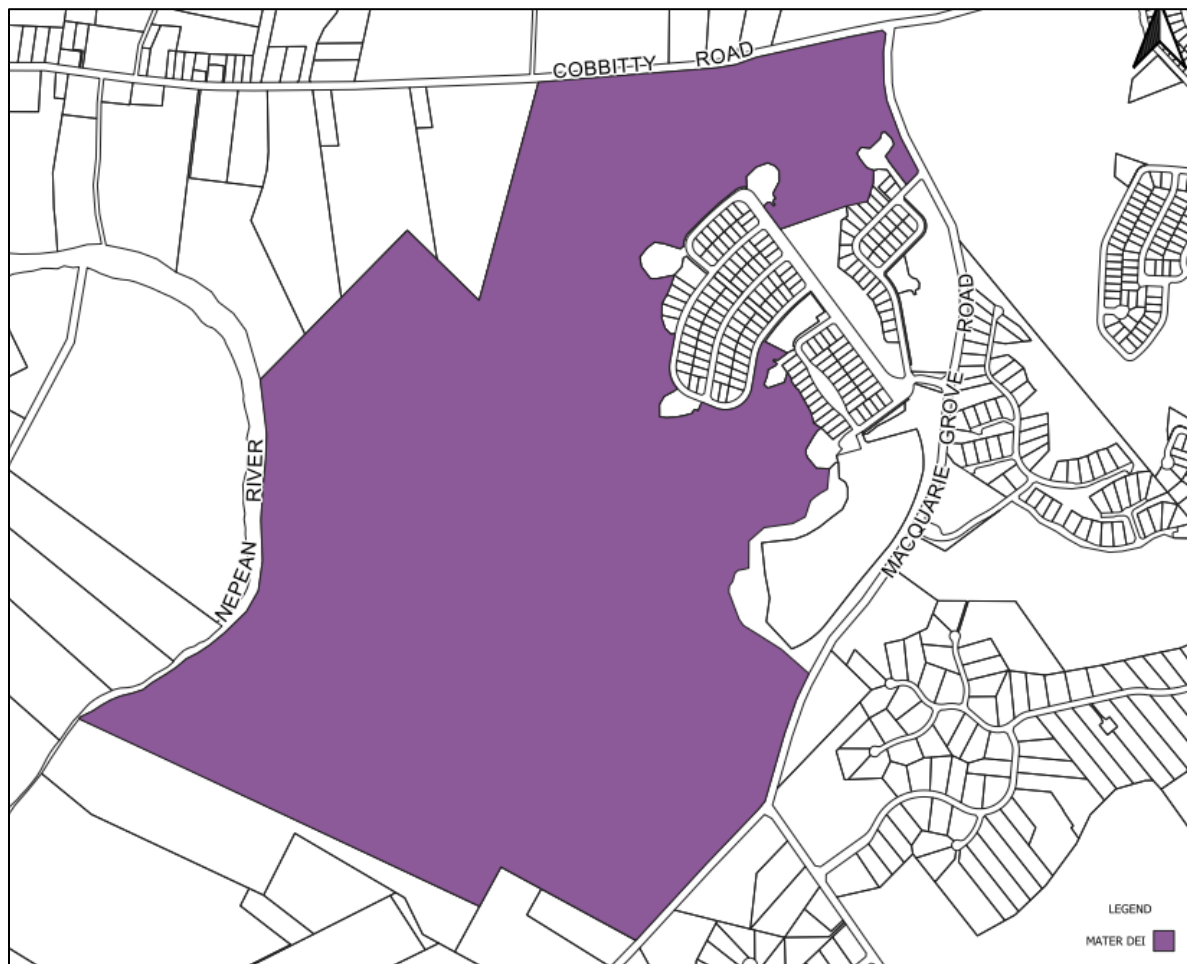 COBBITTY ROAD
NEPEAN RIVER
MACQUARIE GROVE ROAD
LEGEND
MATER DEI